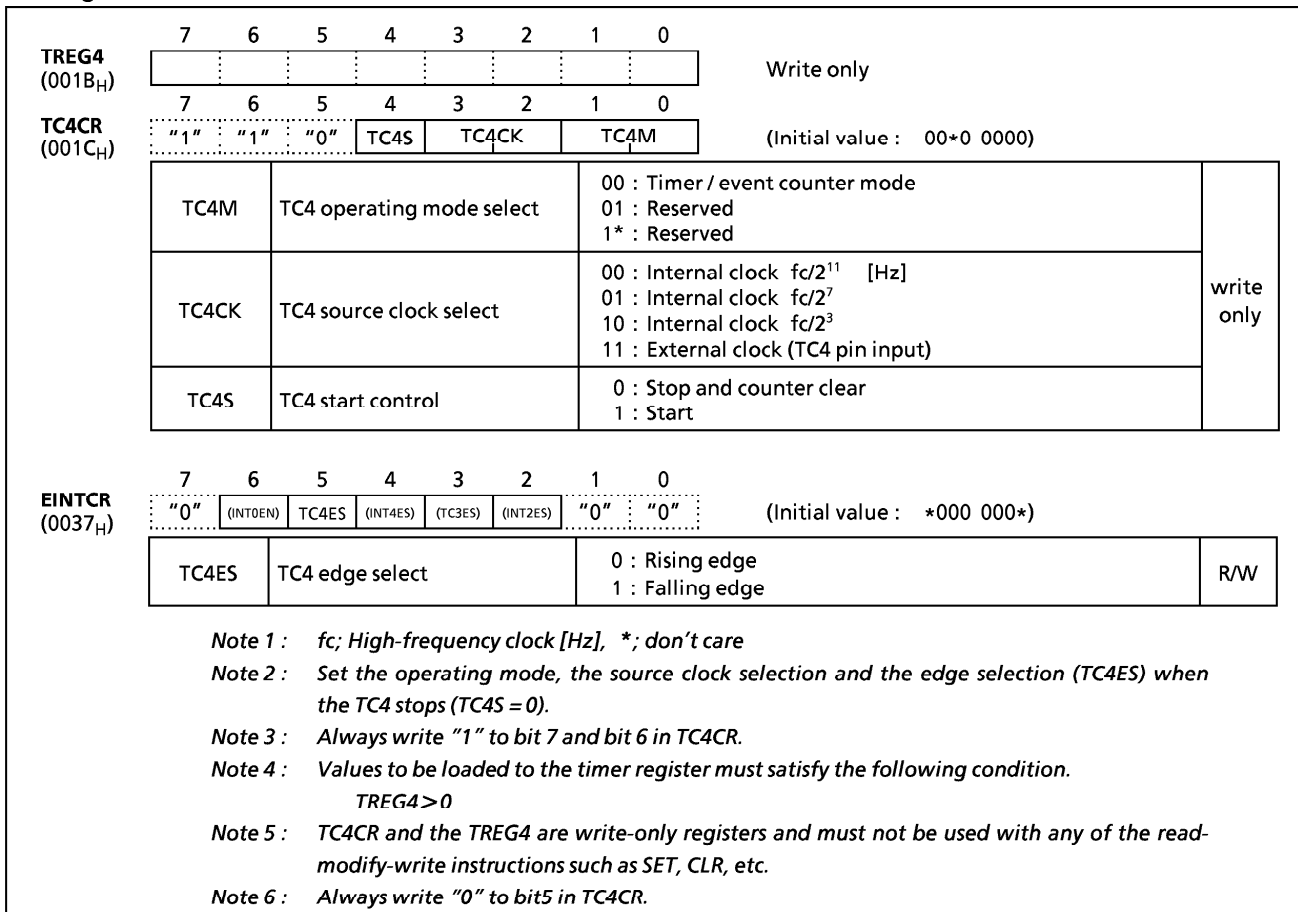 7 6 5 4 3 2 1 0
TREG4
(001BH) Write only
7 6 5 4 3 2 1 0
TC4CR
(001CH) "1" "1" "0" TC4S TC4CK TC4M (Initial value : 00*0 0000)
TC4M TC4 operating mode select 00 : Timer / event counter mode
01 : Reserved
1* : Reserved
TC4CK TC4 source clock select 00 : Internal clock fc/2¹¹ [Hz]
01 : Internal clock fc/2⁷
10 : Internal clock fc/2³
11 : External clock (TC4 pin input)
write
only
TC4S TC4 start control 0 : Stop and counter clear
1 : Start
7 6 5 4 3 2 1 0
EINTCR
(0037H) "0" (INT0EN) TC4ES (INT4ES) (TC3ES) (INT2ES) "0" "0" (Initial value : *000 000*)
TC4ES TC4 edge select 0 : Rising edge
1 : Falling edge
R/W
Note 1 : fc; High-frequency clock [Hz], *; don't care
Note 2 : Set the operating mode, the source clock selection and the edge selection (TC4ES) when
the TC4 stops (TC4S = 0).
Note 3 : Always write "1" to bit 7 and bit 6 in TC4CR.
Note 4 : Values to be loaded to the timer register must satisfy the following condition.
TREG4>0
Note 5 : TC4CR and the TREG4 are write-only registers and must not be used with any of the read-
modify-write instructions such as SET, CLR, etc.
Note 6 : Always write "0" to bit5 in TC4CR.